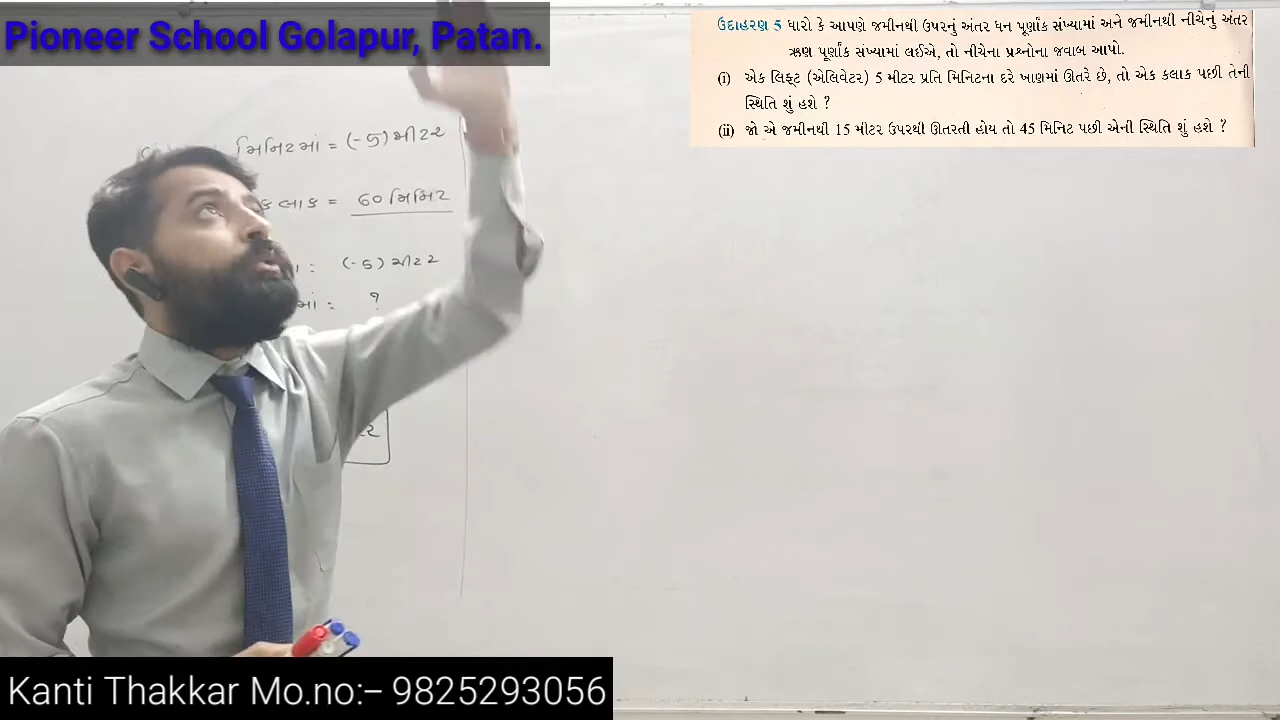 Pioneer School Golapur, Patan.
ઉદાહરણ 5 ધારો કે આપણે જમીનથી ઉપરનું અંતર ધન પૂર્ણાંક સંખ્યામાં અને જમીનથી નીચેનું અંતર
ઋણ પૂર્ણાંક સંખ્યામાં લઈએ, તો નીચેના પ્રશ્નોના જવાબ આપો.
(i) એક લિફ્ટ (એલિવેટર) 5 મીટર પ્રતિ મિનિટના દરે ખાણમાં ઊતરે છે, તો એક કલાક પછી તેની
સ્થિતિ શું હશે ?
(ii) જો એ જમીનથી 15 મીટર ઉપરથી ઊતરતી હોય તો 45 મિનિટ પછી એની સ્થિતિ શું હશે ?
મિનિટમાં = (-5) મીટર
કલાક = 60 મિનિટ
: (-5) મીટર
માં : ?
Kanti Thakkar Mo.no:– 9825293056